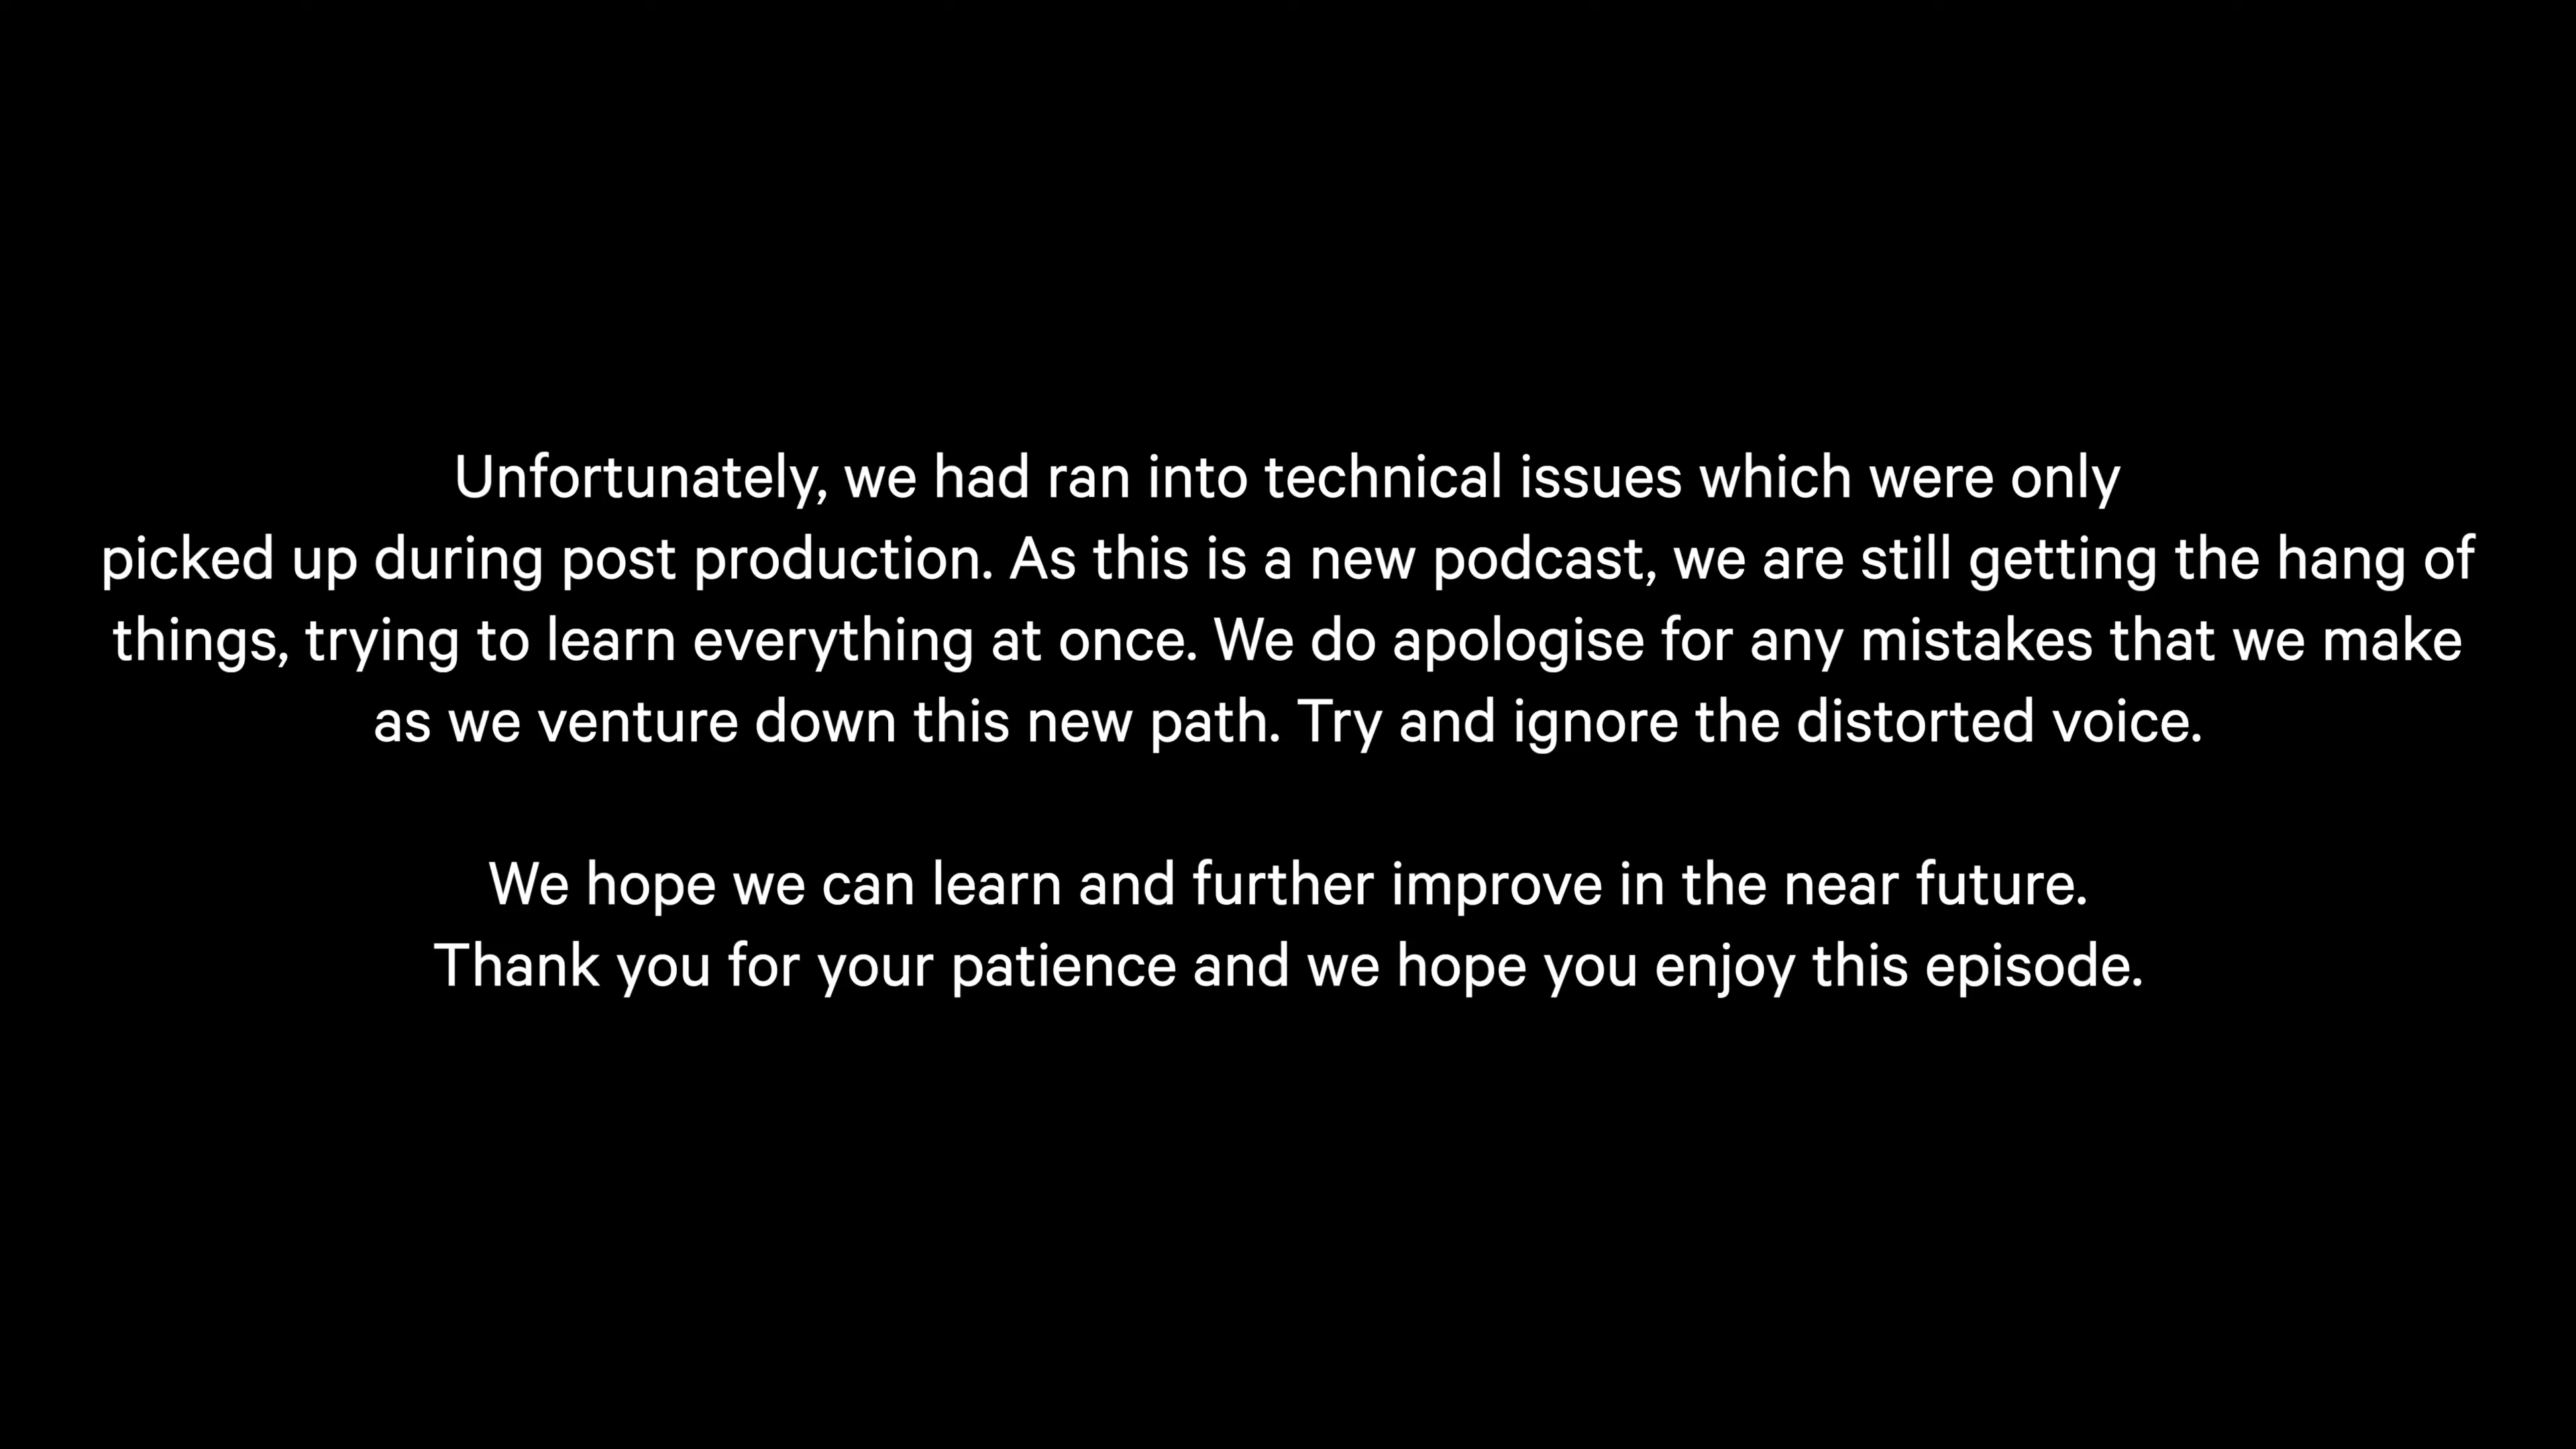 Unfortunately, we had ran into technical issues which were only
picked up during post production. As this is a new podcast, we are still getting the hang of
things, trying to learn everything at once. We do apologise for any mistakes that we make
as we venture down this new path. Try and ignore the distorted voice.
We hope we can learn and further improve in the near future.
Thank you for your patience and we hope you enjoy this episode.